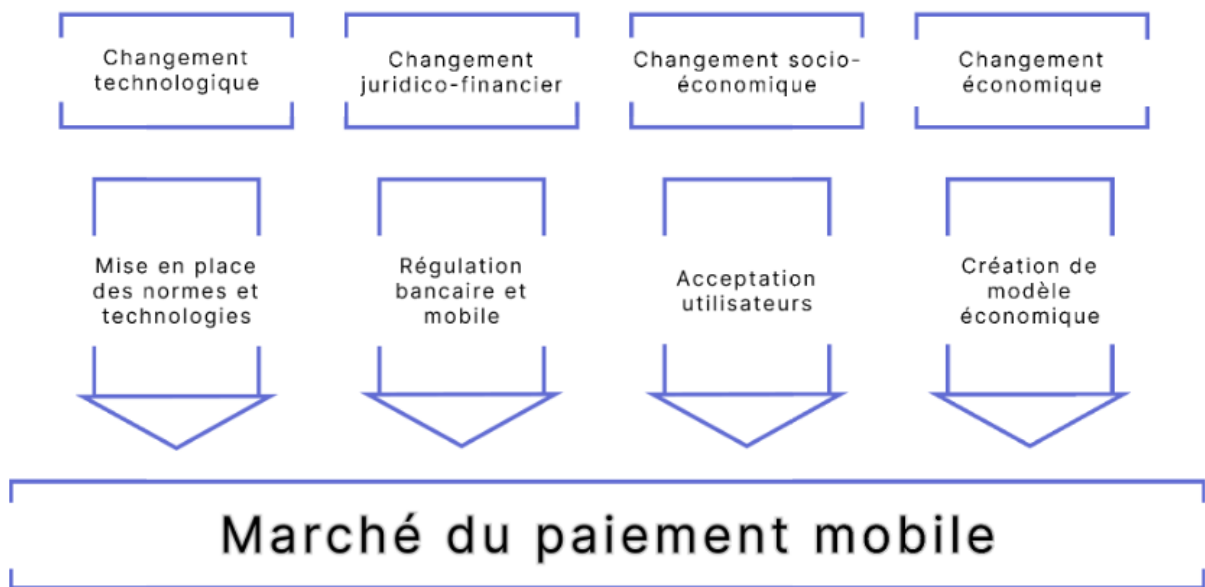 Changement
technologique
Changement
juridico-financier
Changement socio-
économique
Changement
économique
Mise en place
des normes et
technologies
Régulation
bancaire et
mobile
Acceptation
utilisateurs
Création de
modèle
économique
Marché du paiement mobile